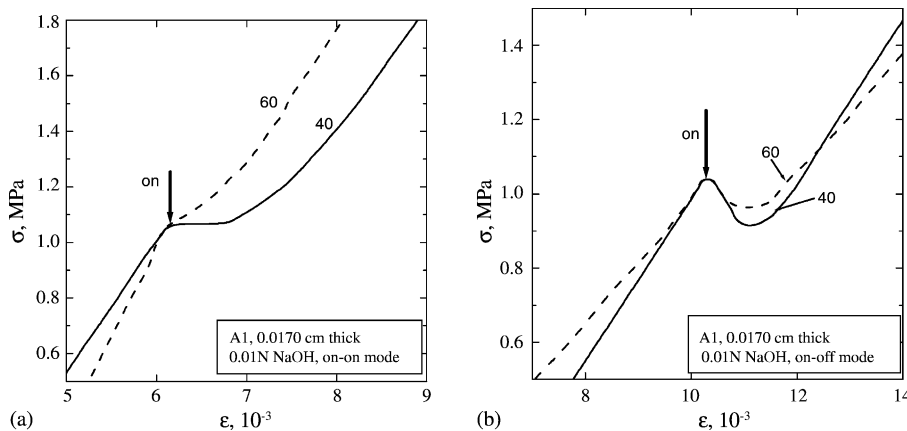 1.8
1.6
1.4
1.2
1.0
0.8
0.6
σ, MPa
on
60
40
A1, 0.0170 cm thick
0.01N NaOH, on-on mode
5 6 7 8 9
(a)
ε, 10⁻³
1.4
1.2
1.0
0.8
0.6
σ, MPa
on
60
40
A1, 0.0170 cm thick
0.01N NaOH, on-off mode
8 10 12 14
(b)
ε, 10⁻³